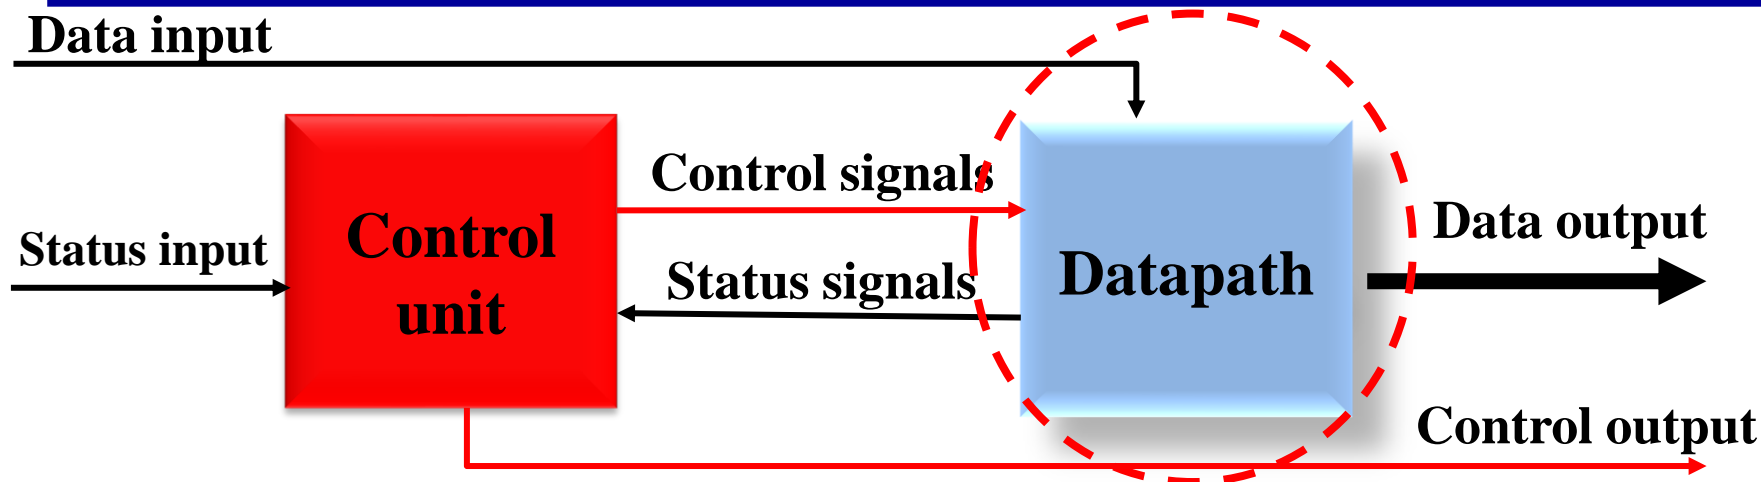 Data input
Control signals
Data output
Control
unit
Status input
Status signals
Datapath
Control output